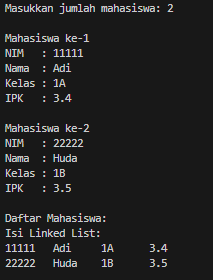 Masukkan jumlah mahasiswa: 2
Mahasiswa ke-1
NIM   : 11111
Nama  : Adi
Kelas : 1A
IPK   : 3.4
Mahasiswa ke-2
NIM   : 22222
Nama  : Huda
Kelas : 1B
IPK   : 3.5
Daftar Mahasiswa:
Isi Linked List:
11111   Adi     1A      3.4
22222   Huda    1B      3.5